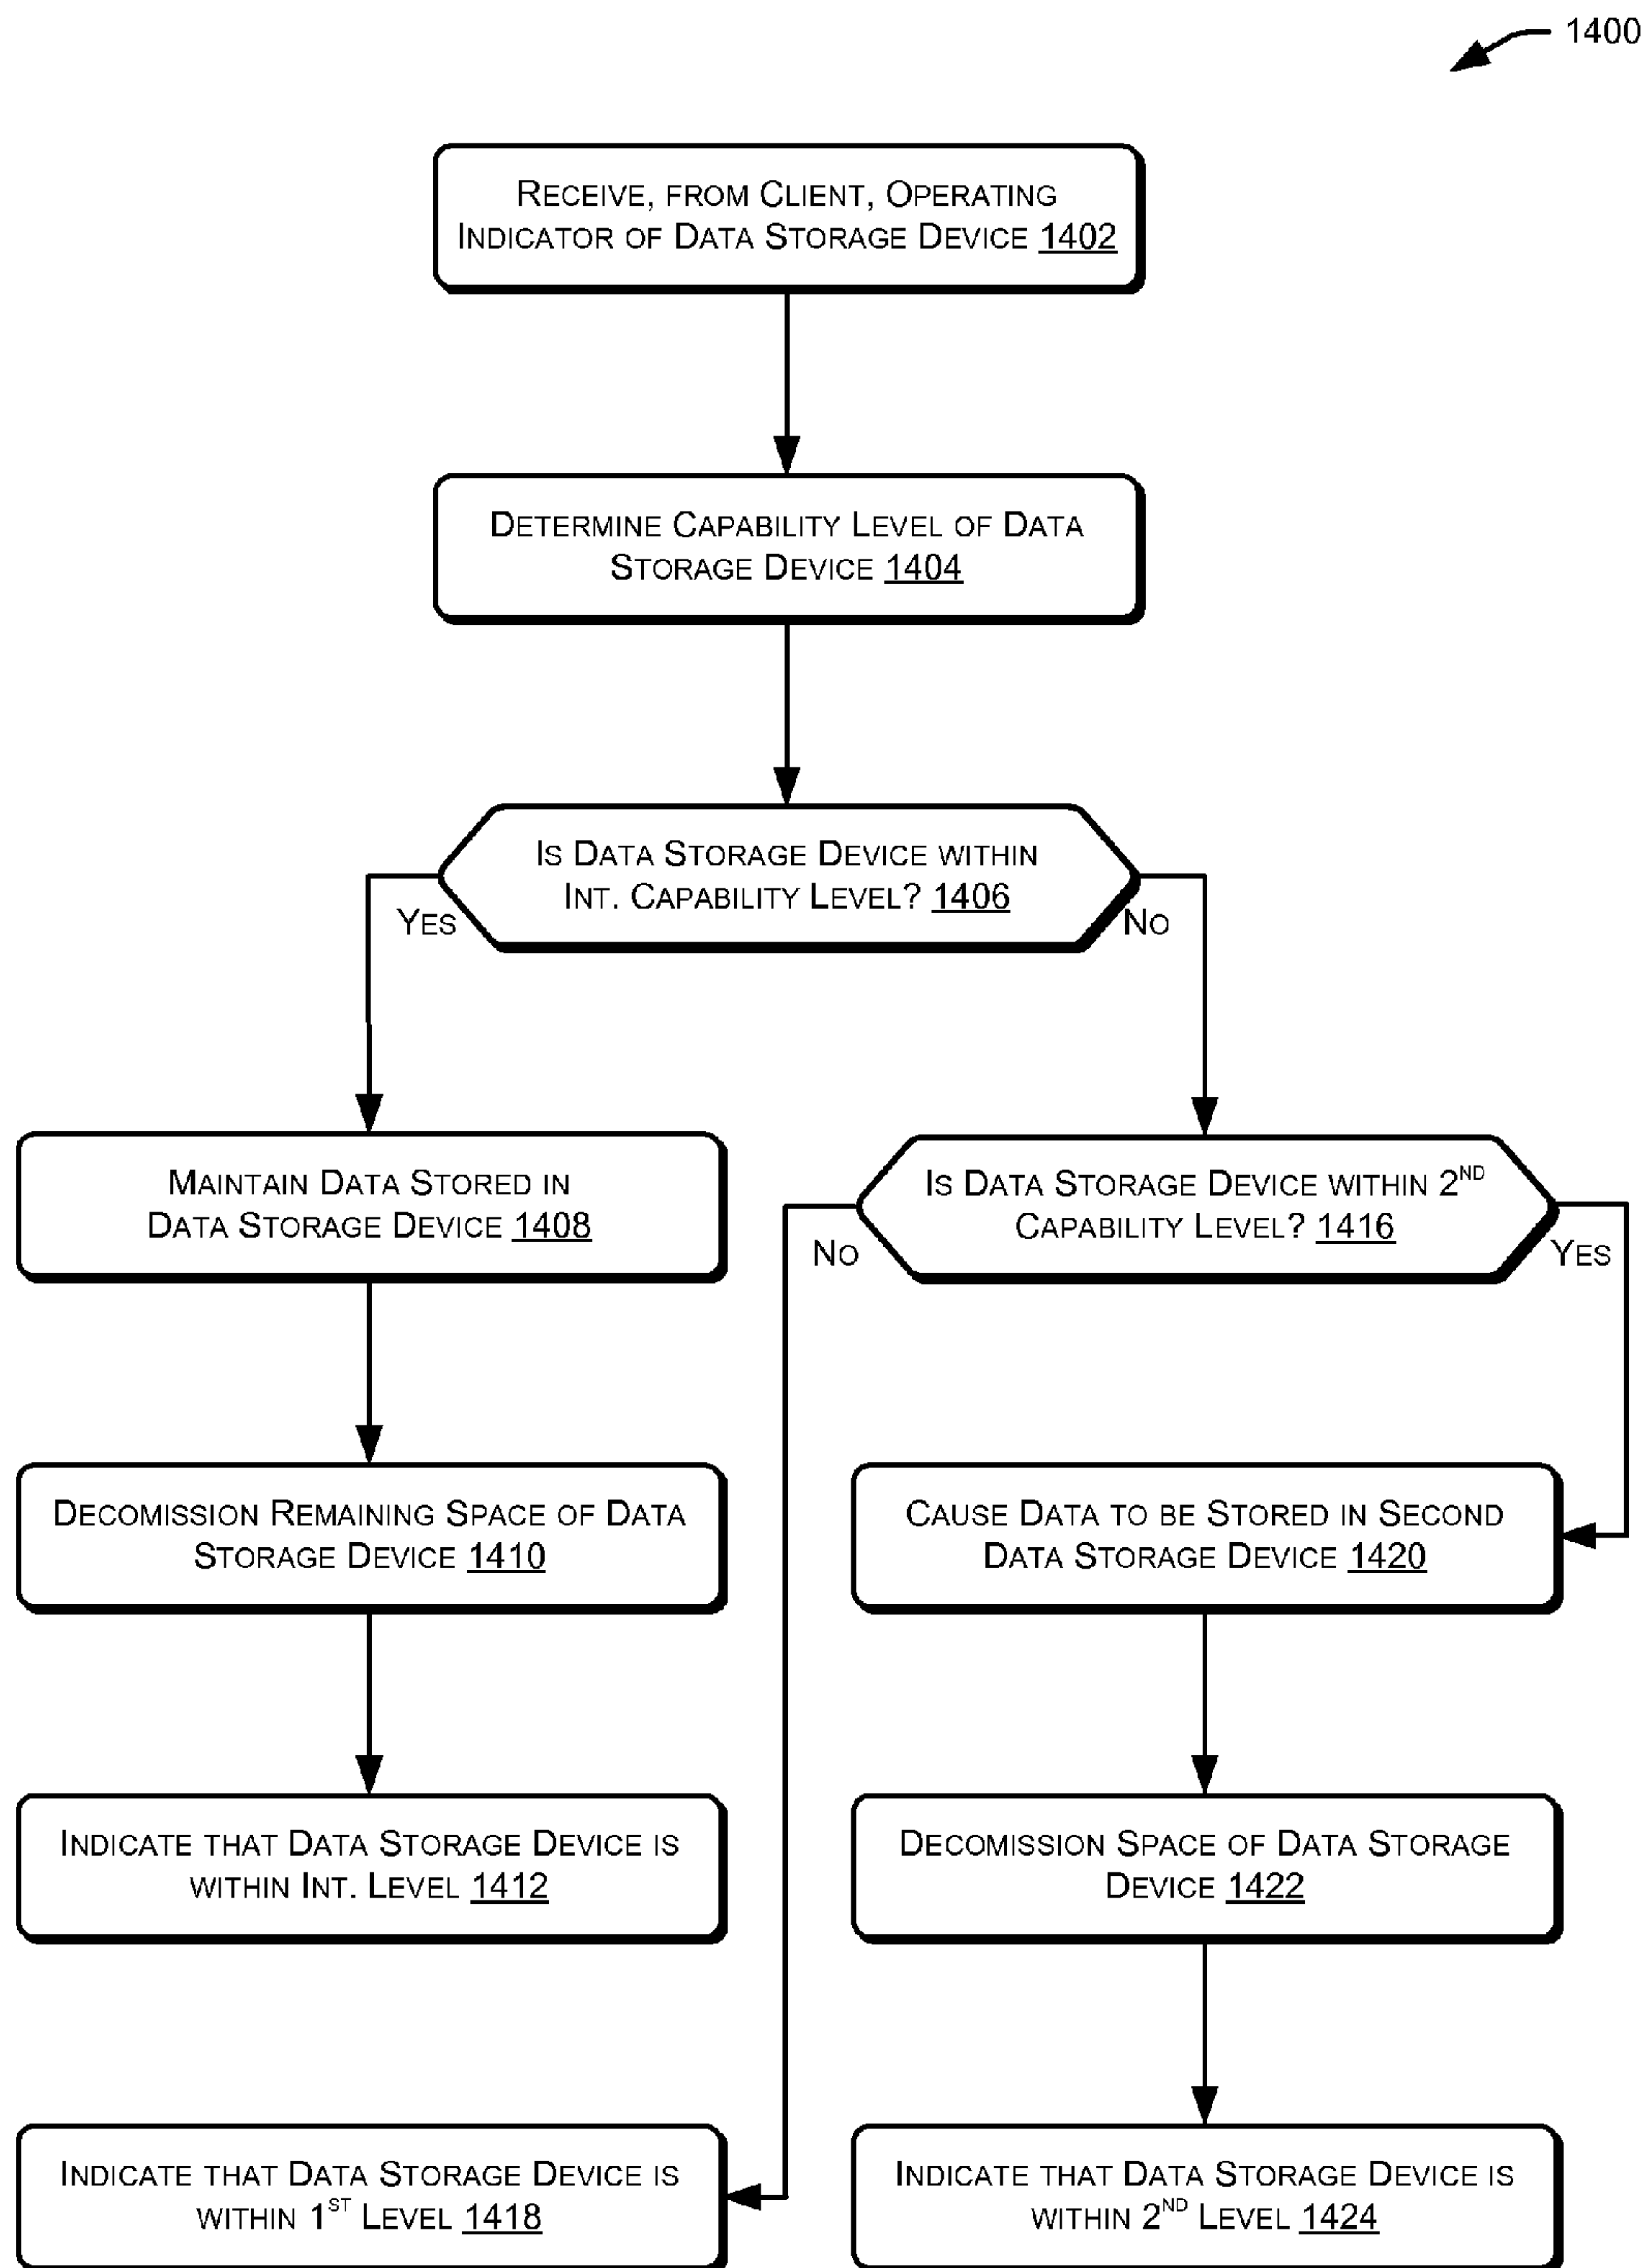 1400
RECEIVE, FROM CLIENT, OPERATING
INDICATOR OF DATA STORAGE DEVICE 1402
DETERMINE CAPABILITY LEVEL OF DATA
STORAGE DEVICE 1404
IS DATA STORAGE DEVICE WITHIN
INT. CAPABILITY LEVEL? 1406
YES
NO
MAINTAIN DATA STORED IN
DATA STORAGE DEVICE 1408
IS DATA STORAGE DEVICE WITHIN 2ND
CAPABILITY LEVEL? 1416
NO
YES
DECOMISSION REMAINING SPACE OF DATA
STORAGE DEVICE 1410
CAUSE DATA TO BE STORED IN SECOND
DATA STORAGE DEVICE 1420
INDICATE THAT DATA STORAGE DEVICE IS
WITHIN INT. LEVEL 1412
DECOMISSION SPACE OF DATA STORAGE
DEVICE 1422
INDICATE THAT DATA STORAGE DEVICE IS
WITHIN 1ST LEVEL 1418
INDICATE THAT DATA STORAGE DEVICE IS
WITHIN 2ND LEVEL 1424